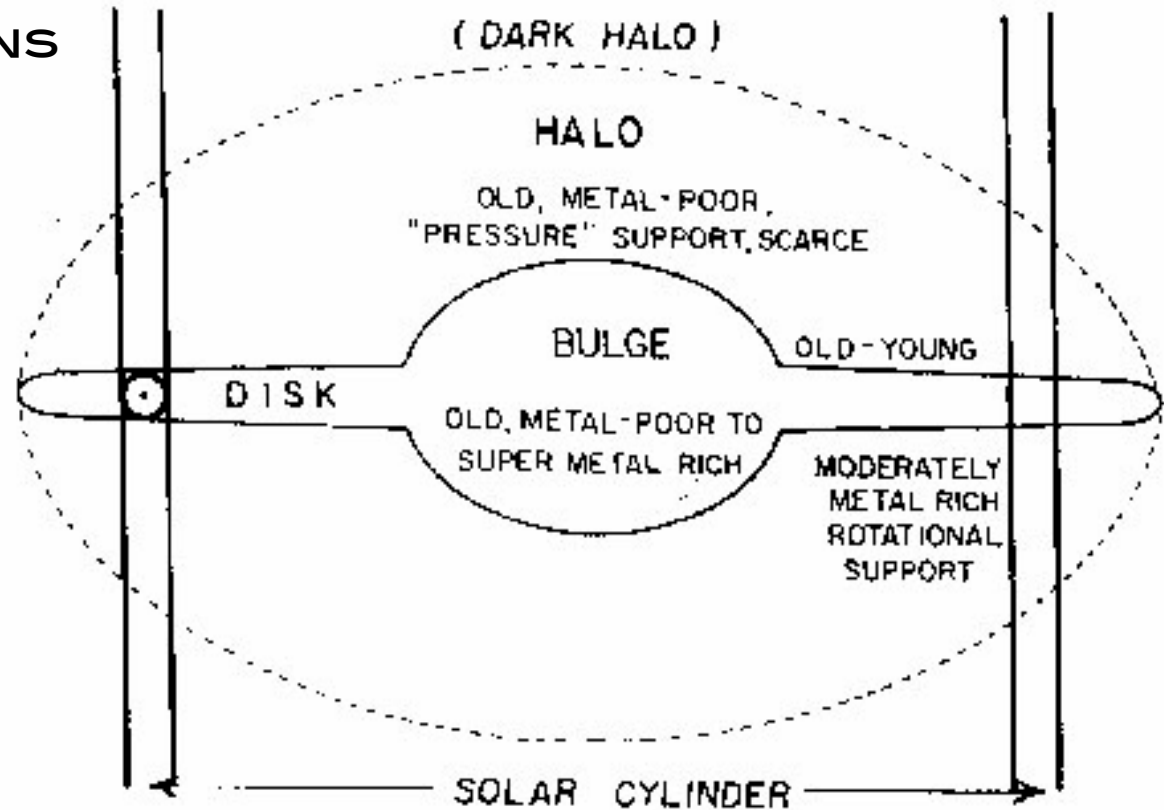 NS
( DARK HALO )
HALO
OLD, METAL-POOR,
"PRESSURE" SUPPORT, SCARCE
BULGE
OLD-YOUNG
DISK
OLD, METAL-POOR TO
SUPER METAL RICH
MODERATELY
METAL RICH
ROTATIONAL
SUPPORT
SOLAR CYLINDER